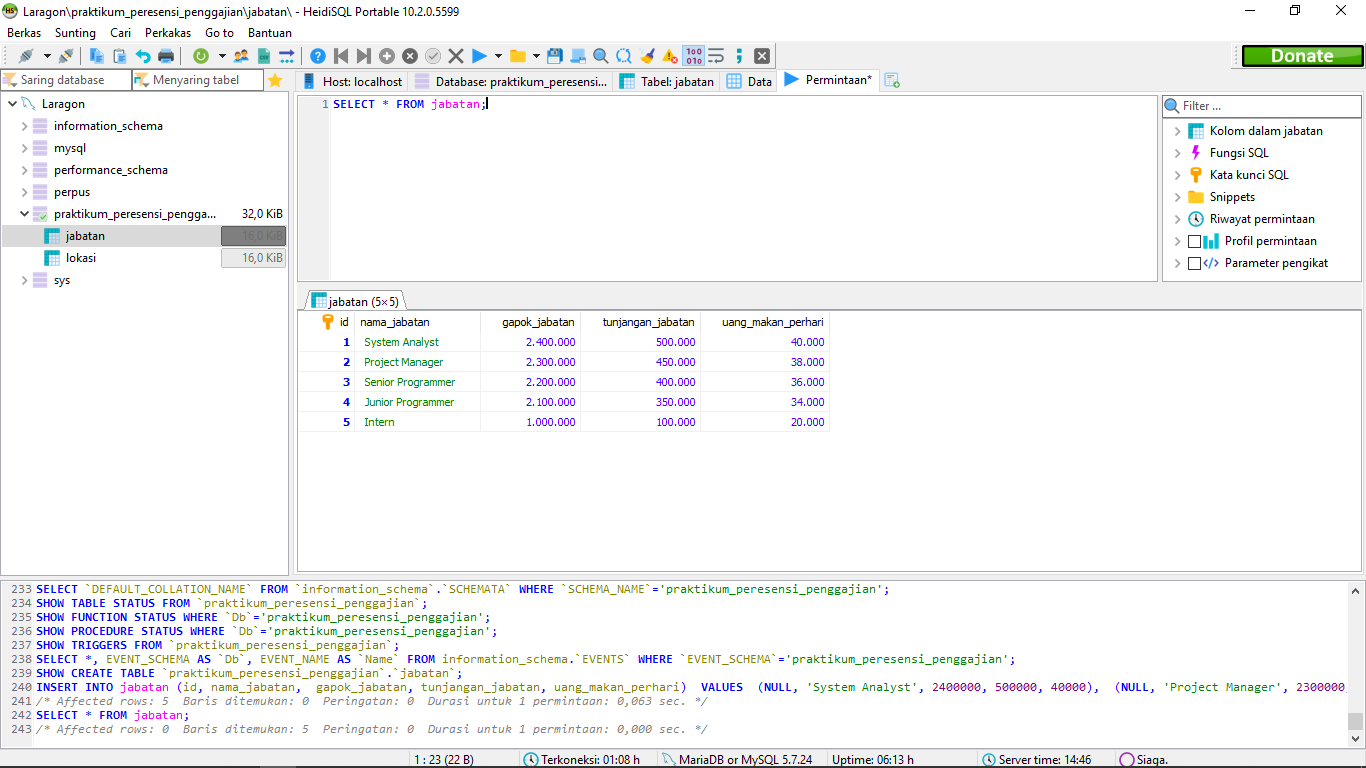 Laragon\praktikum_peresensi_penggajian\jabatan\ - HeidiSQL Portable 10.2.0.5599
Berkas Sunting Cari Perkakas Go to Bantuan
Donate
Saring database Menyaring tabel
Host: localhost Database: praktikum_peresensi... Tabel: jabatan Data Permintaan*
Laragon
information_schema
mysql
performance_schema
perpus
praktikum_peresensi_pengga... 32,0 KiB
jabatan 16,0 KiB
lokasi 16,0 KiB
sys
1 SELECT * FROM jabatan;
Filter ...
Kolom dalam jabatan
Fungsi SQL
Kata kunci SQL
Snippets
Riwayat permintaan
Profil permintaan
Parameter pengikat
jabatan (5×5)
id nama_jabatan gapok_jabatan tunjangan_jabatan uang_makan_perhari
1 System Analyst 2.400.000 500.000 40.000
2 Project Manager 2.300.000 450.000 38.000
3 Senior Programmer 2.200.000 400.000 36.000
4 Junior Programmer 2.100.000 350.000 34.000
5 Intern 1.000.000 100.000 20.000
233 SELECT `DEFAULT_COLLATION_NAME` FROM `information_schema`.`SCHEMATA` WHERE `SCHEMA_NAME`='praktikum_peresensi_penggajian';
234 SHOW TABLE STATUS FROM `praktikum_peresensi_penggajian`;
235 SHOW FUNCTION STATUS WHERE `Db`='praktikum_peresensi_penggajian';
236 SHOW PROCEDURE STATUS WHERE `Db`='praktikum_peresensi_penggajian';
237 SHOW TRIGGERS FROM `praktikum_peresensi_penggajian`;
238 SELECT *, EVENT_SCHEMA AS `Db`, EVENT_NAME AS `Name` FROM information_schema.`EVENTS` WHERE `EVENT_SCHEMA`='praktikum_peresensi_penggajian';
239 SHOW CREATE TABLE `praktikum_peresensi_penggajian`.`jabatan`;
240 INSERT INTO jabatan (id, nama_jabatan,  gapok_jabatan, tunjangan_jabatan, uang_makan_perhari)  VALUES  (NULL, 'System Analyst', 2400000, 500000, 40000),  (NULL, 'Project Manager', 2300000,
241 /* Affected rows: 5  Baris ditemukan: 0  Peringatan: 0  Durasi untuk 1 permintaan: 0,063 sec. */
242 SELECT * FROM jabatan;
243 /* Affected rows: 0  Baris ditemukan: 5  Peringatan: 0  Durasi untuk 1 permintaan: 0,000 sec. */
1 : 23 (22 B) Terkoneksi: 01:08 h MariaDB or MySQL 5.7.24 Uptime: 06:13 h Server time: 14:46 Siaga.